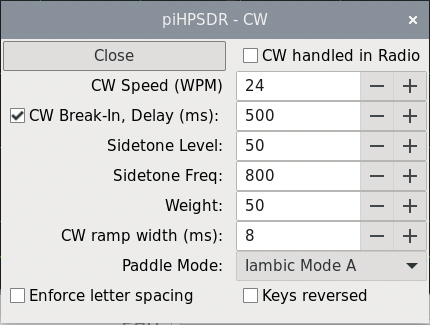 piHPSDR - CW
×
Close
CW handled in Radio
CW Speed (WPM) 24
CW Break-In, Delay (ms): 500
Sidetone Level: 50
Sidetone Freq: 800
Weight: 50
CW ramp width (ms): 8
Paddle Mode: Iambic Mode A
Enforce letter spacing
Keys reversed